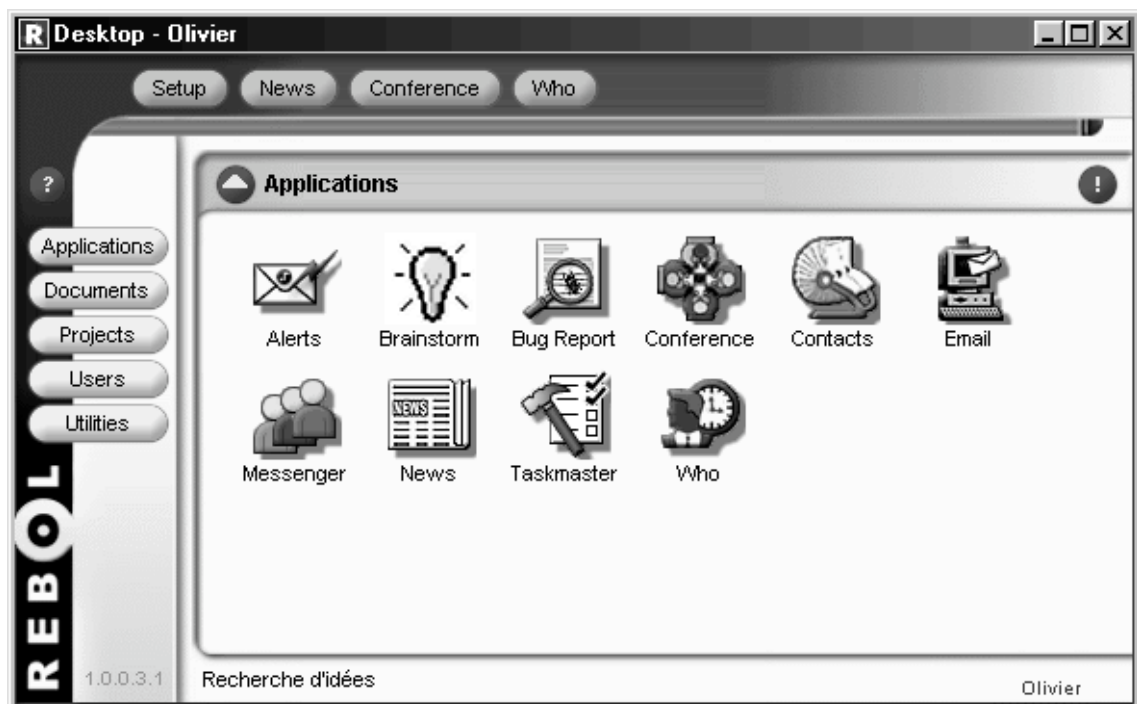 R Desktop - Olivier
Setup News Conference Who
?
Applications !
Applications
Documents
Projects
Users
Utilities
Alerts Brainstorm Bug Report Conference Contacts Email
NEWS
Messenger News Taskmaster Who
REBOL
1.0.0.3.1
Recherche d'idées
Olivier